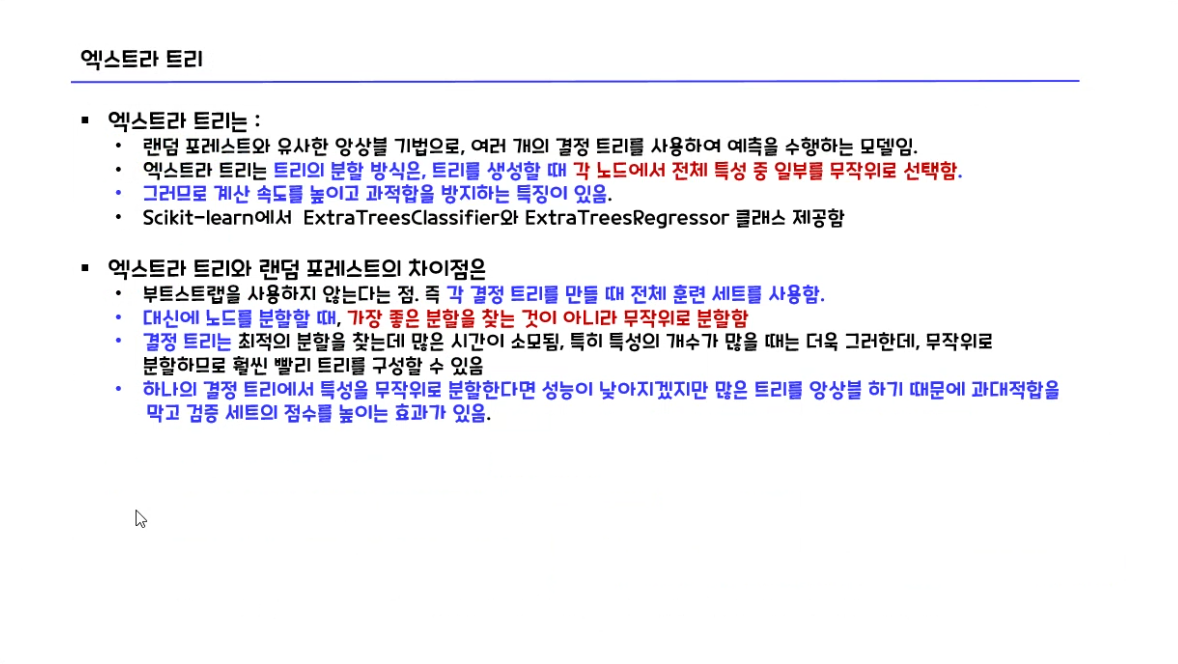 엑스트라 트리
▪ 엑스트라 트리는 :
• 랜덤 포레스트와 유사한 앙상블 기법으로, 여러 개의 결정 트리를 사용하여 예측을 수행하는 모델임.
• 엑스트라 트리는 트리의 분할 방식은, 트리를 생성할 때 각 노드에서 전체 특성 중 일부를 무작위로 선택함.
• 그러므로 계산 속도를 높이고 과적합을 방지하는 특징이 있음.
• Scikit-learn에서 ExtraTreesClassifier와 ExtraTreesRegressor 클래스 제공함
▪ 엑스트라 트리와 랜덤 포레스트의 차이점은
• 부트스트랩을 사용하지 않는다는 점. 즉 각 결정 트리를 만들 때 전체 훈련 세트를 사용함.
• 대신에 노드를 분할할 때, 가장 좋은 분할을 찾는 것이 아니라 무작위로 분할함
• 결정 트리는 최적의 분할을 찾는데 많은 시간이 소모됨, 특히 특성의 개수가 많을 때는 더욱 그러한데, 무작위로
분할하므로 훨씬 빨리 트리를 구성할 수 있음
• 하나의 결정 트리에서 특성을 무작위로 분할한다면 성능이 낮아지겠지만 많은 트리를 앙상블 하기 때문에 과대적합을
막고 검증 세트의 점수를 높이는 효과가 있음.